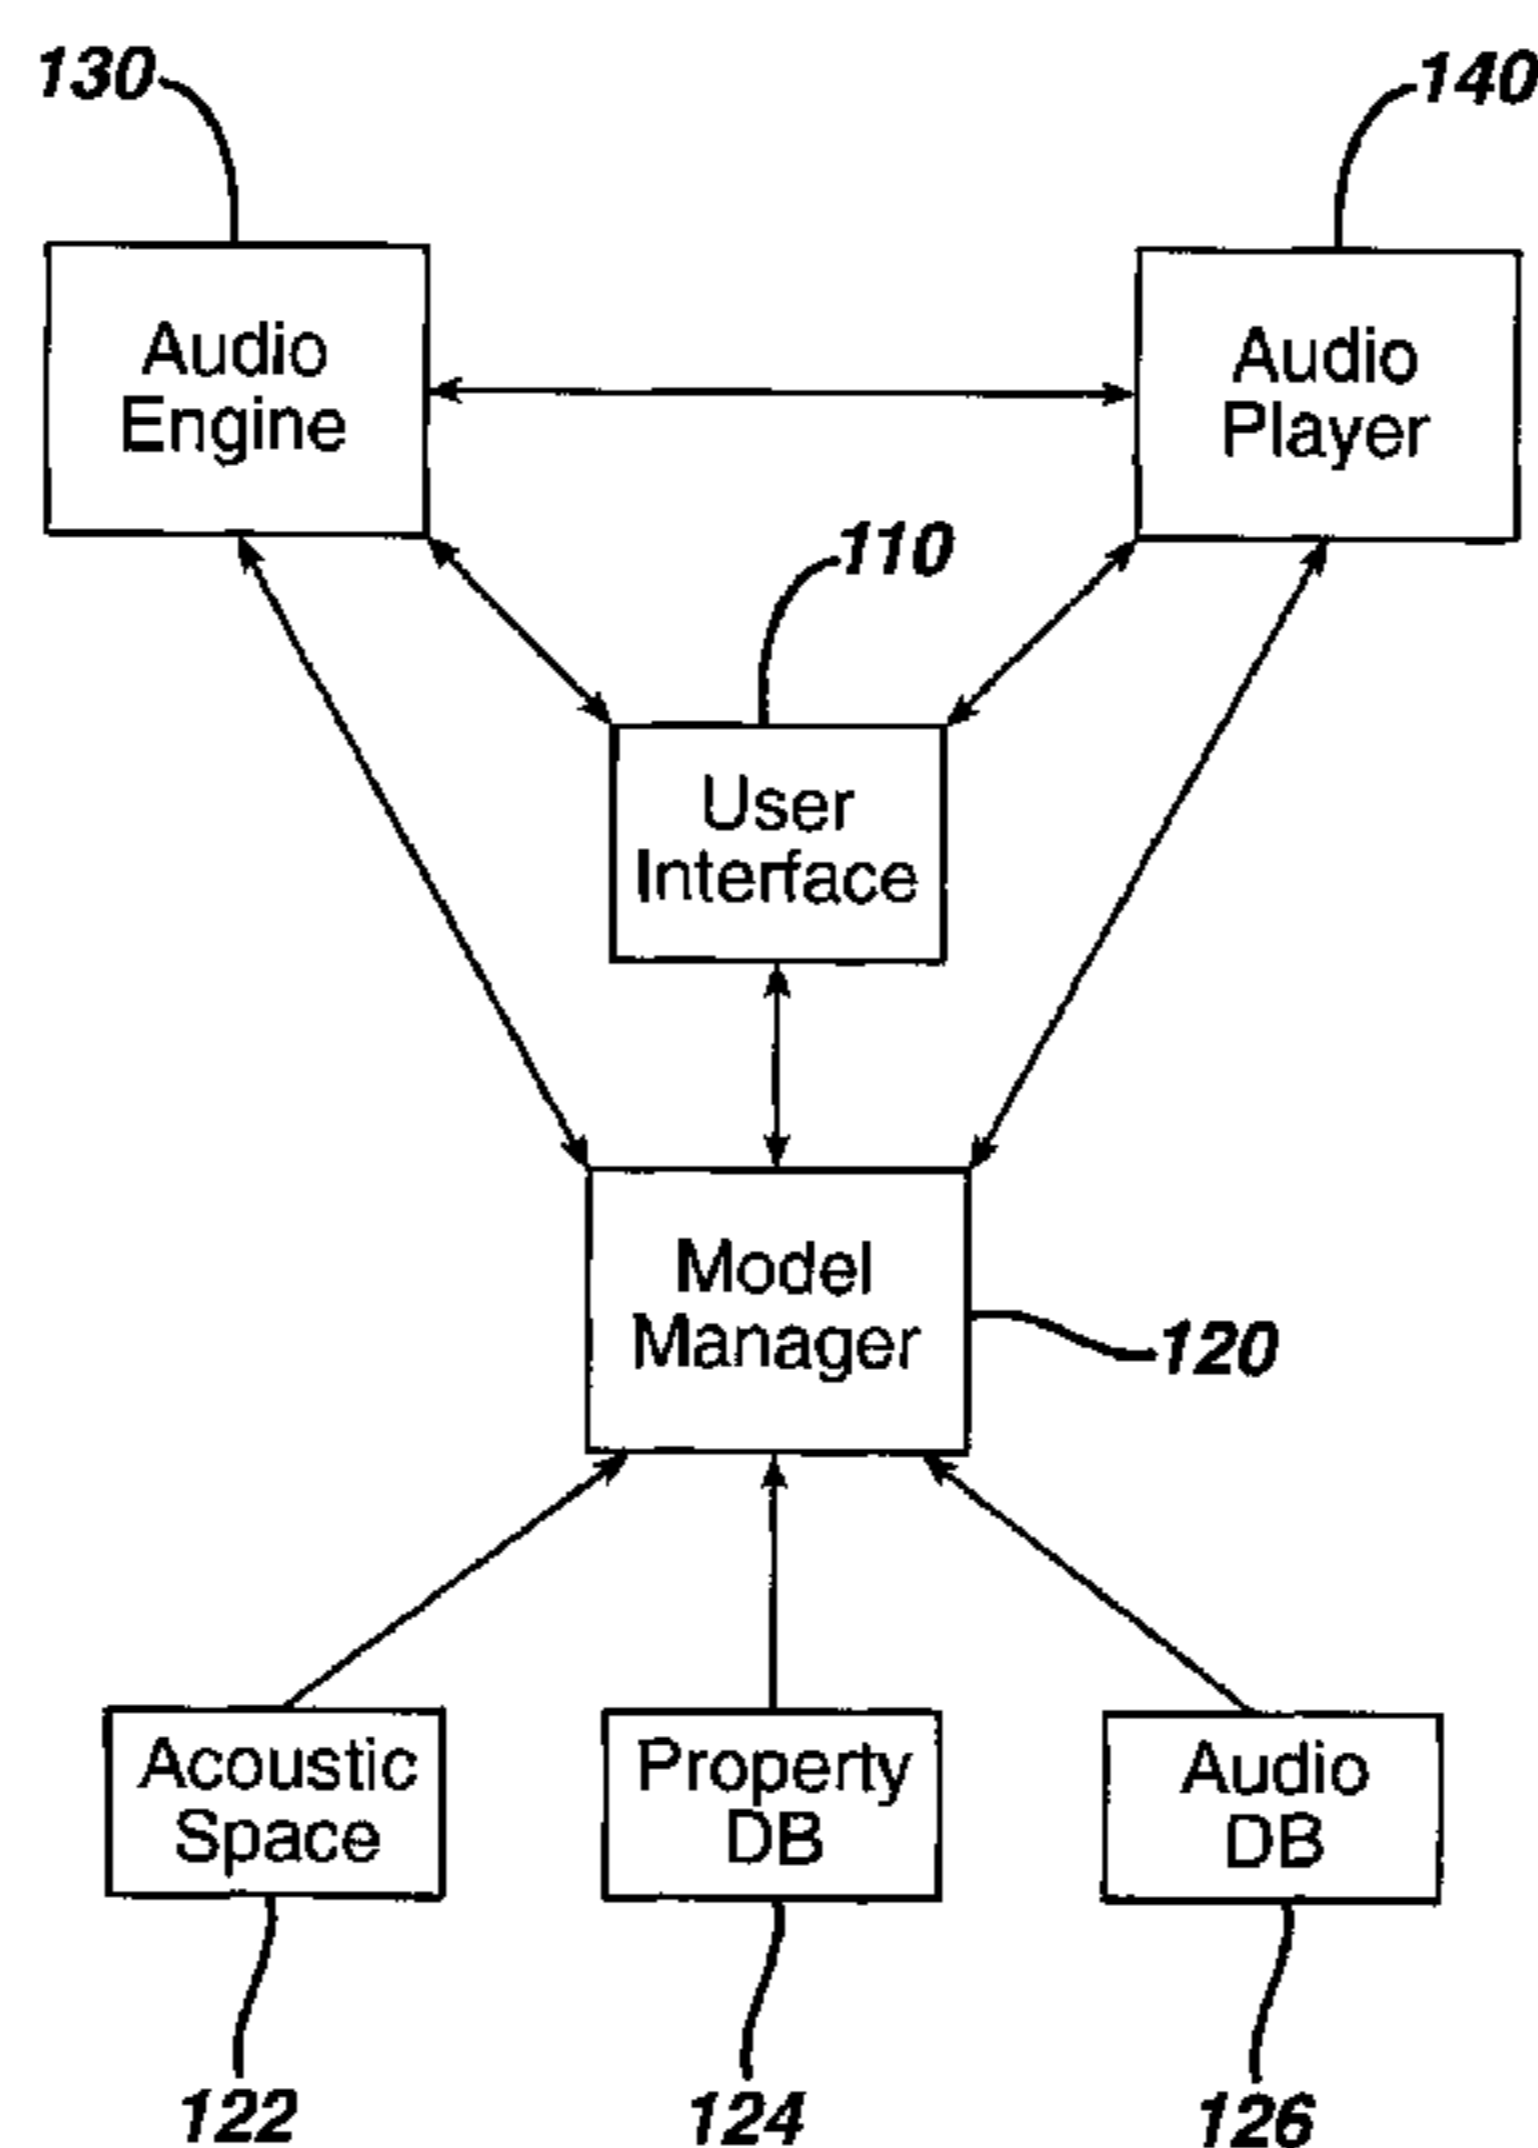 130
140
Audio
Engine
Audio
Player
110
User
Interface
Model
Manager
120
Acoustic
Space
Property
DB
Audio
DB
122
124
126